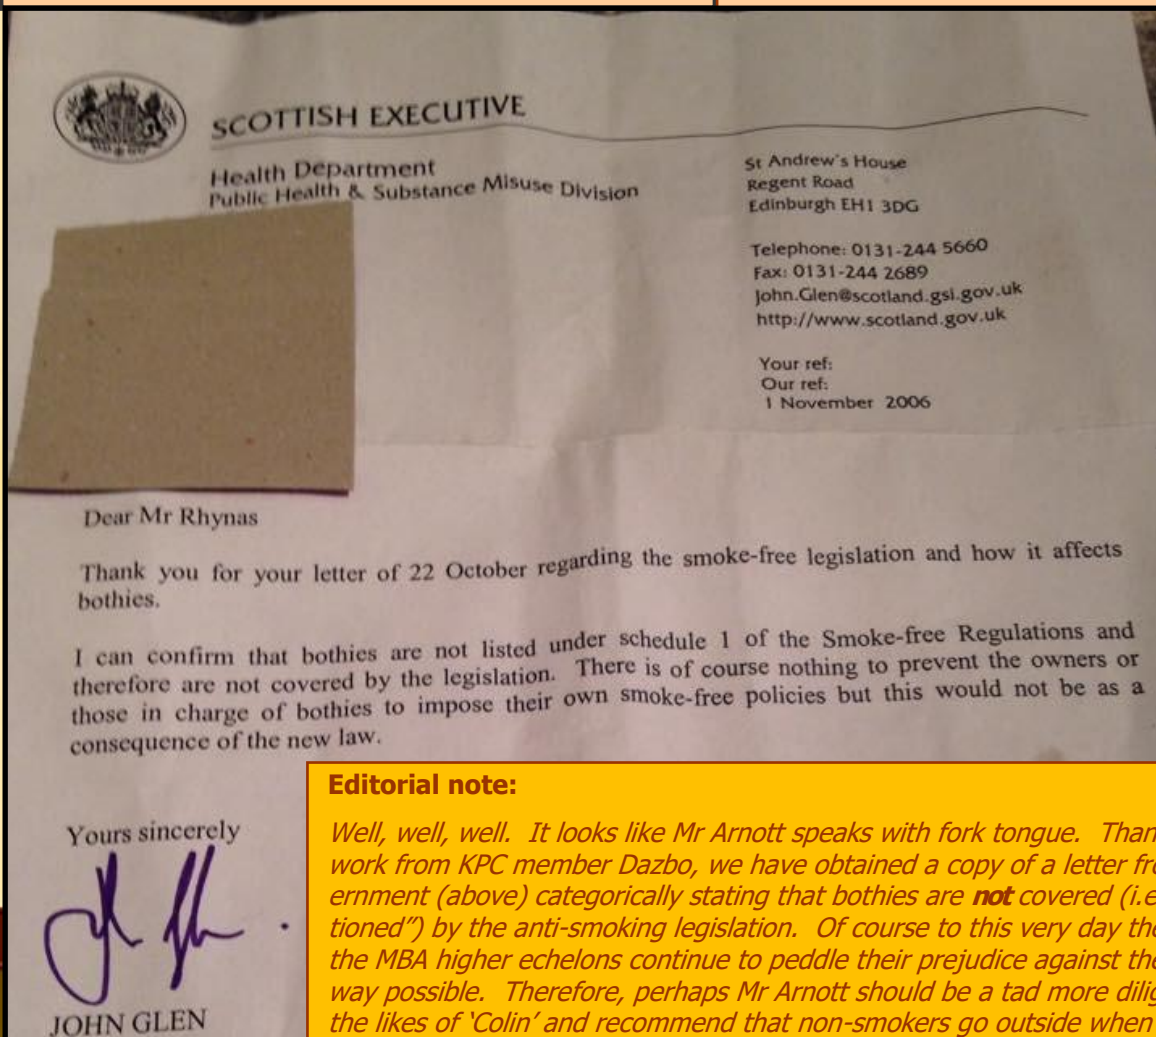 SCOTTISH EXECUTIVE
Health Department
Public Health & Substance Misuse Division
St Andrew's House
Regent Road
Edinburgh EH1 3DG
Telephone: 0131-244 5660
Fax: 0131-244 2689
John.Glen@scotland.gsi.gov.uk
http://www.scotland.gov.uk
Your ref:
Our ref:
1 November 2006
Dear Mr Rhynas
Thank you for your letter of 22 October regarding the smoke-free legislation and how it affects
bothies.
I can confirm that bothies are not listed under schedule 1 of the Smoke-free Regulations and
therefore are not covered by the legislation. There is of course nothing to prevent the owners or
those in charge of bothies to impose their own smoke-free policies but this would not be as a
consequence of the new law.
Yours sincerely
JOHN GLEN
Editorial note:
Well, well, well. It looks like Mr Arnott speaks with fork tongue. Than
work from KPC member Dazbo, we have obtained a copy of a letter fro
ernment (above) categorically stating that bothies are not covered (i.e
tioned") by the anti-smoking legislation. Of course to this very day the
the MBA higher echelons continue to peddle their prejudice against the
way possible. Therefore, perhaps Mr Arnott should be a tad more dilig
the likes of 'Colin' and recommend that non-smokers go outside when